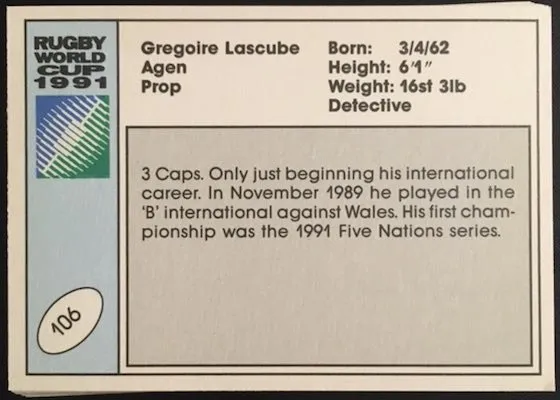 RUGBY
WORLD
CUP
1991
Gregoire Lascube
Agen
Prop
Born: 3/4/62
Height: 6'1"
Weight: 16st 3lb
Detective
3 Caps. Only just beginning his international
career. In November 1989 he played in the
'B' international against Wales. His first cham-
pionship was the 1991 Five Nations series.
106